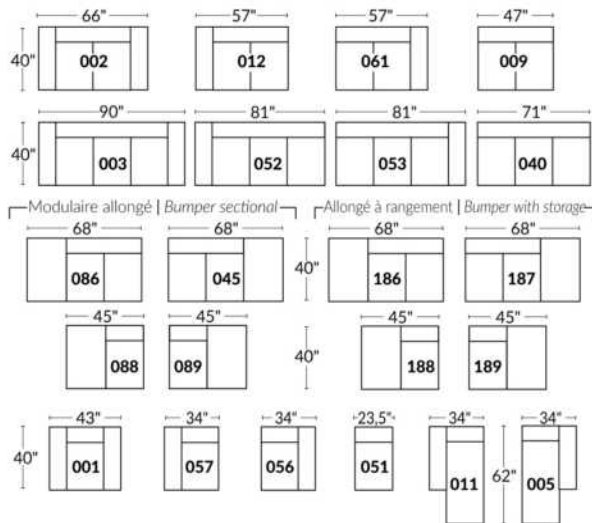 66" 57" 57" 47"
40" 002 012 061 009
90" 81" 81" 71"
40" 003 052 053 040
Modulaire allongé | Bumper sectional Allongé à rangement | Bumper with storage
68" 68" 68" 68"
086 045 40" 186 187
45" 45" 45" 45"
088 089 40" 188 189
43" 34" 34" 23,5" 34" 34"
40" 001 057 056 051 011 62" 005